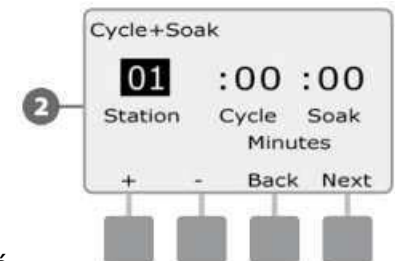 Cycle+Soak
01 :00 :00
Station Cycle Soak
Minutes
2
+ - Back Next